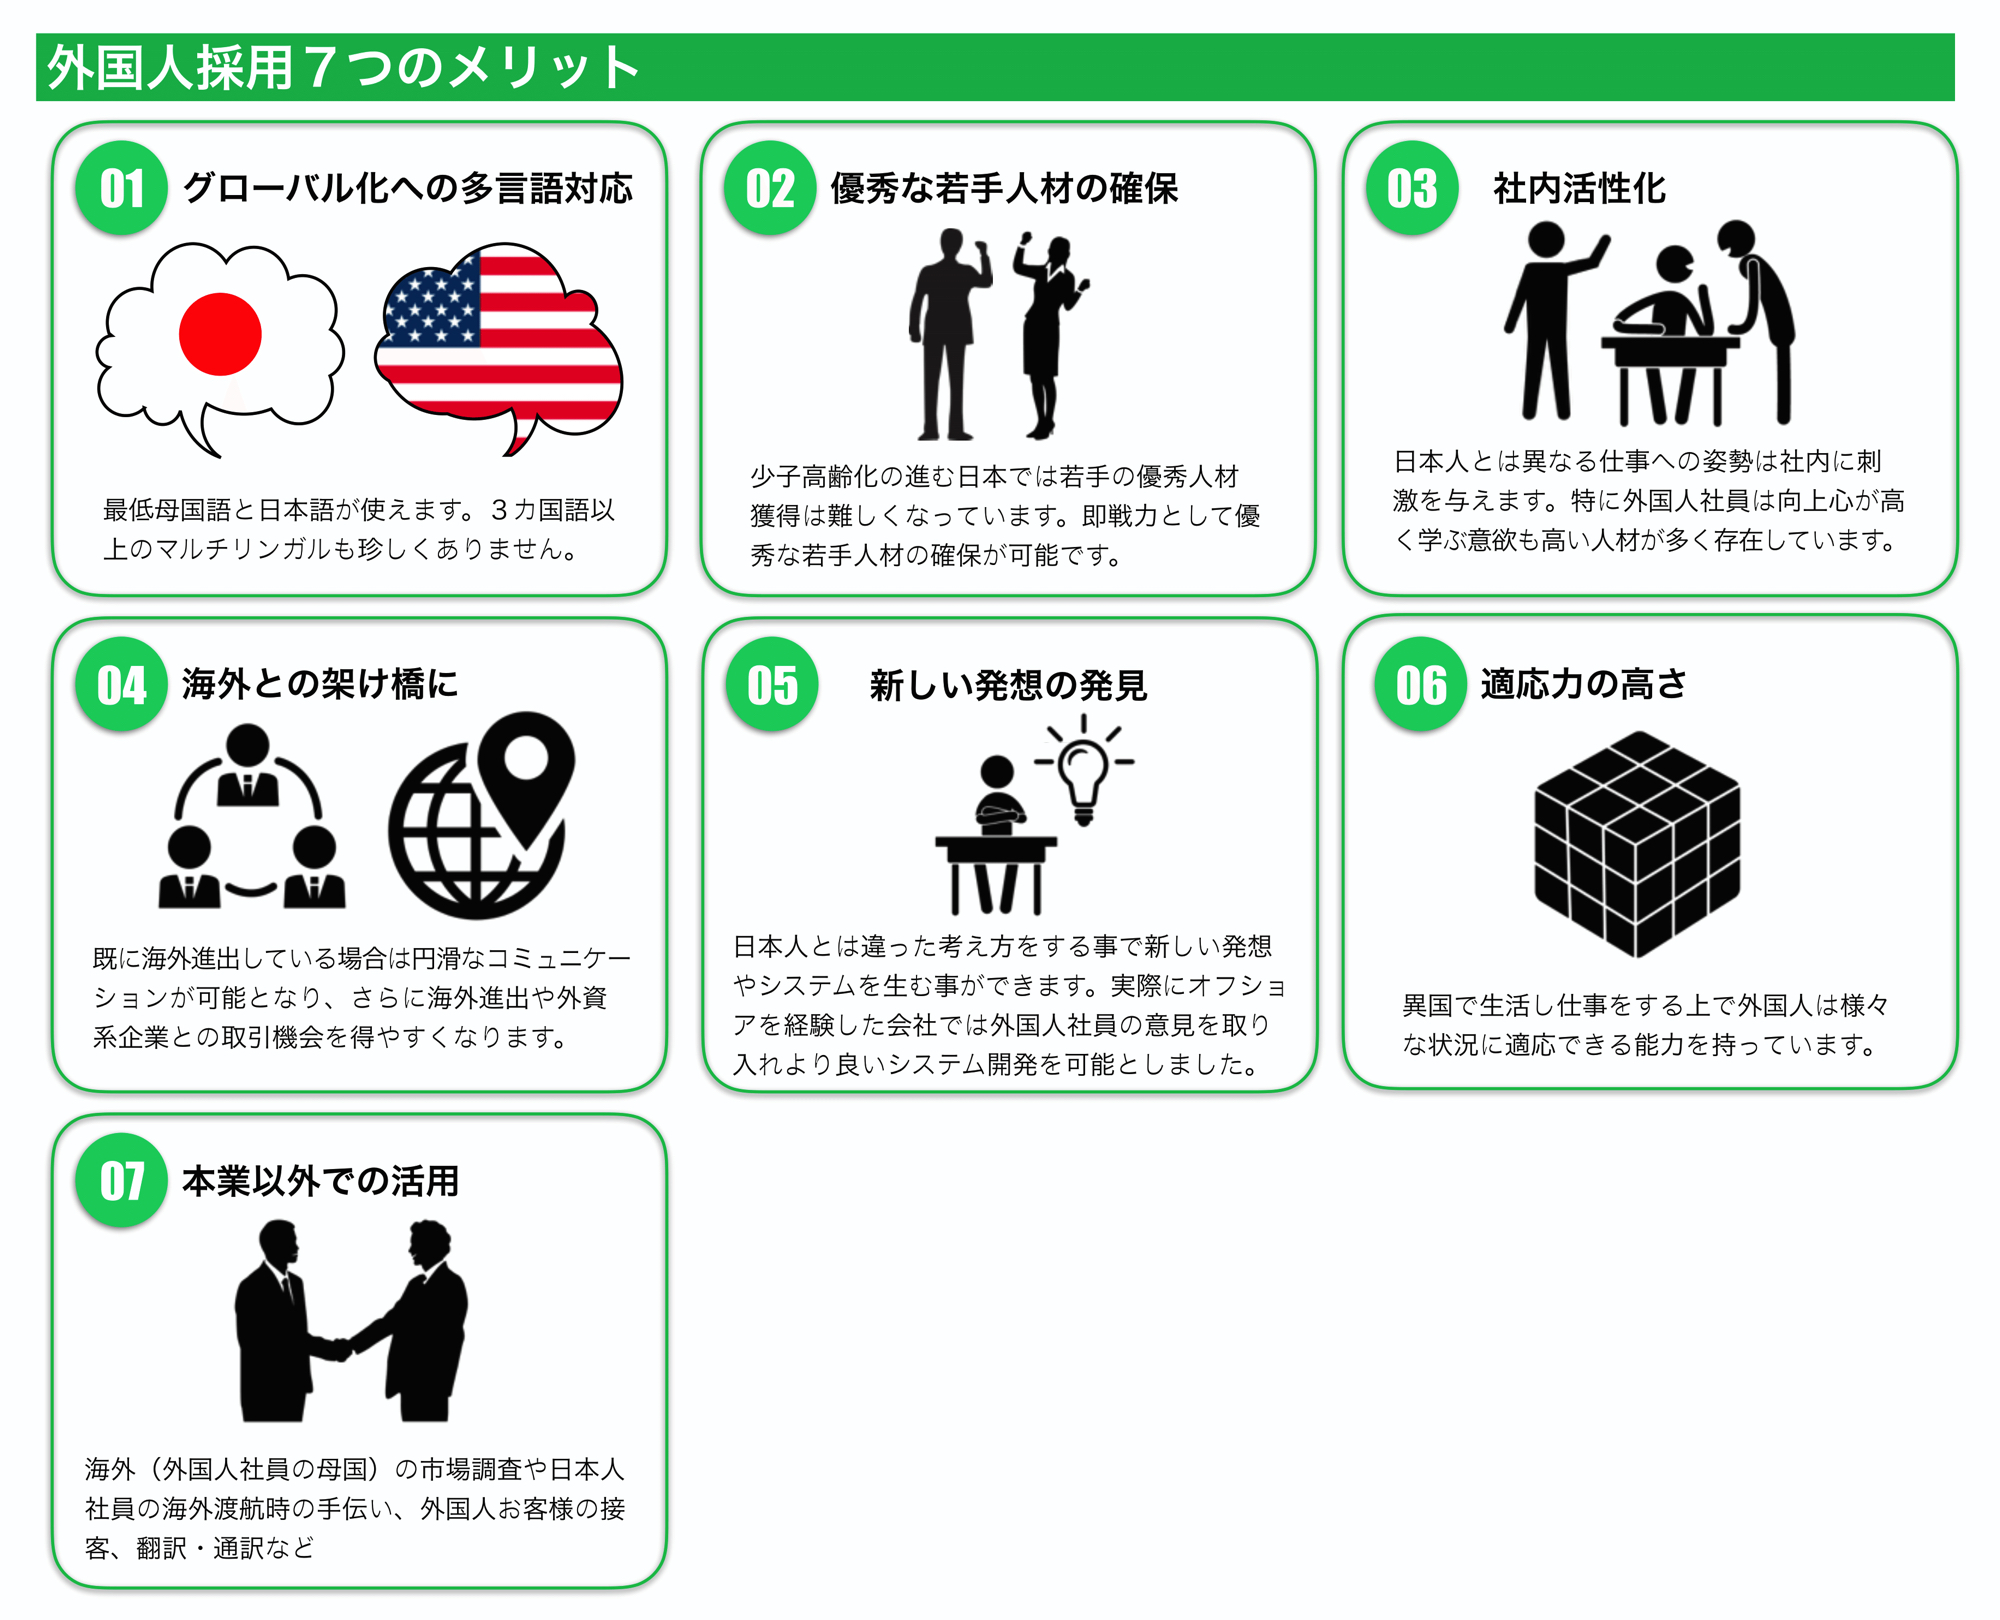 外国人採用７つのメリット
01 グローバル化への多言語対応
最低母国語と日本語が使えます。３カ国語以
上のマルチリンガルも珍しくありません。
02 優秀な若手人材の確保
少子高齢化の進む日本では若手の優秀人材
獲得は難しくなっています。即戦力として優
秀な若手人材の確保が可能です。
03 社内活性化
日本人とは異なる仕事への姿勢は社内に刺
激を与えます。特に外国人社員は向上心が高
く学ぶ意欲も高い人材が多く存在しています。
04 海外との架け橋に
既に海外進出している場合は円滑なコミュニケー
ションが可能となり、さらに海外進出や外資
系企業との取引機会を得やすくなります。
05 新しい発想の発見
日本人とは違った考え方をする事で新しい発想
やシステムを生む事ができます。実際にオフショ
アを経験した会社では外国人社員の意見を取り
入れより良いシステム開発を可能としました。
06 適応力の高さ
異国で生活し仕事をする上で外国人は様々
な状況に適応できる能力を持っています。
07 本業以外での活用
海外（外国人社員の母国）の市場調査や日本人
社員の海外渡航時の手伝い、外国人お客様の接
客、翻訳・通訳など